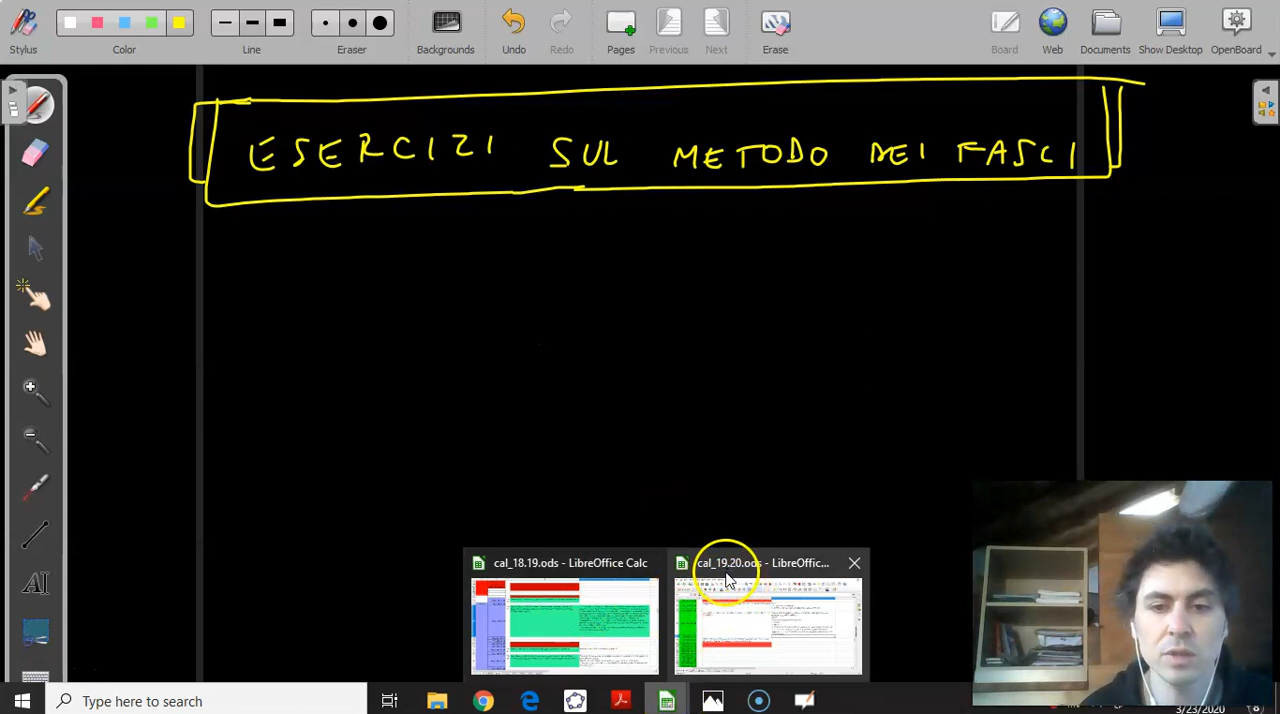 Stylus
Color
Line
Eraser
Backgrounds
Undo
Redo
Pages
Previous
Next
Erase
Board
Web
Documents
Show Desktop
OpenBoard
ESERCIZI SUL METODO DEI FASCI
cal_18.19.ods - LibreOffice Calc
cal_19.20.ods - LibreOffic...
Type here to search
3/23/2020